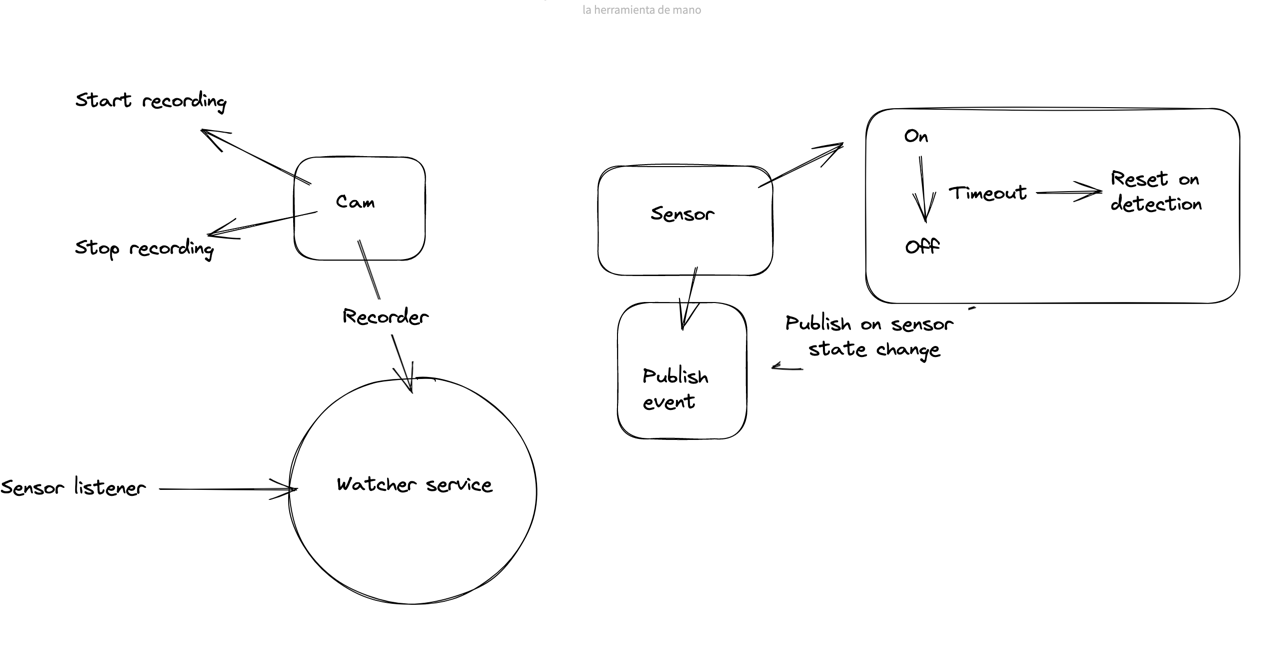 la herramienta de mano
Start recording
Cam
Stop recording
Recorder
Sensor listener
Watcher service
Sensor
On
Timeout
Reset on
detection
Off
Publish on sensor
state change
Publish
event